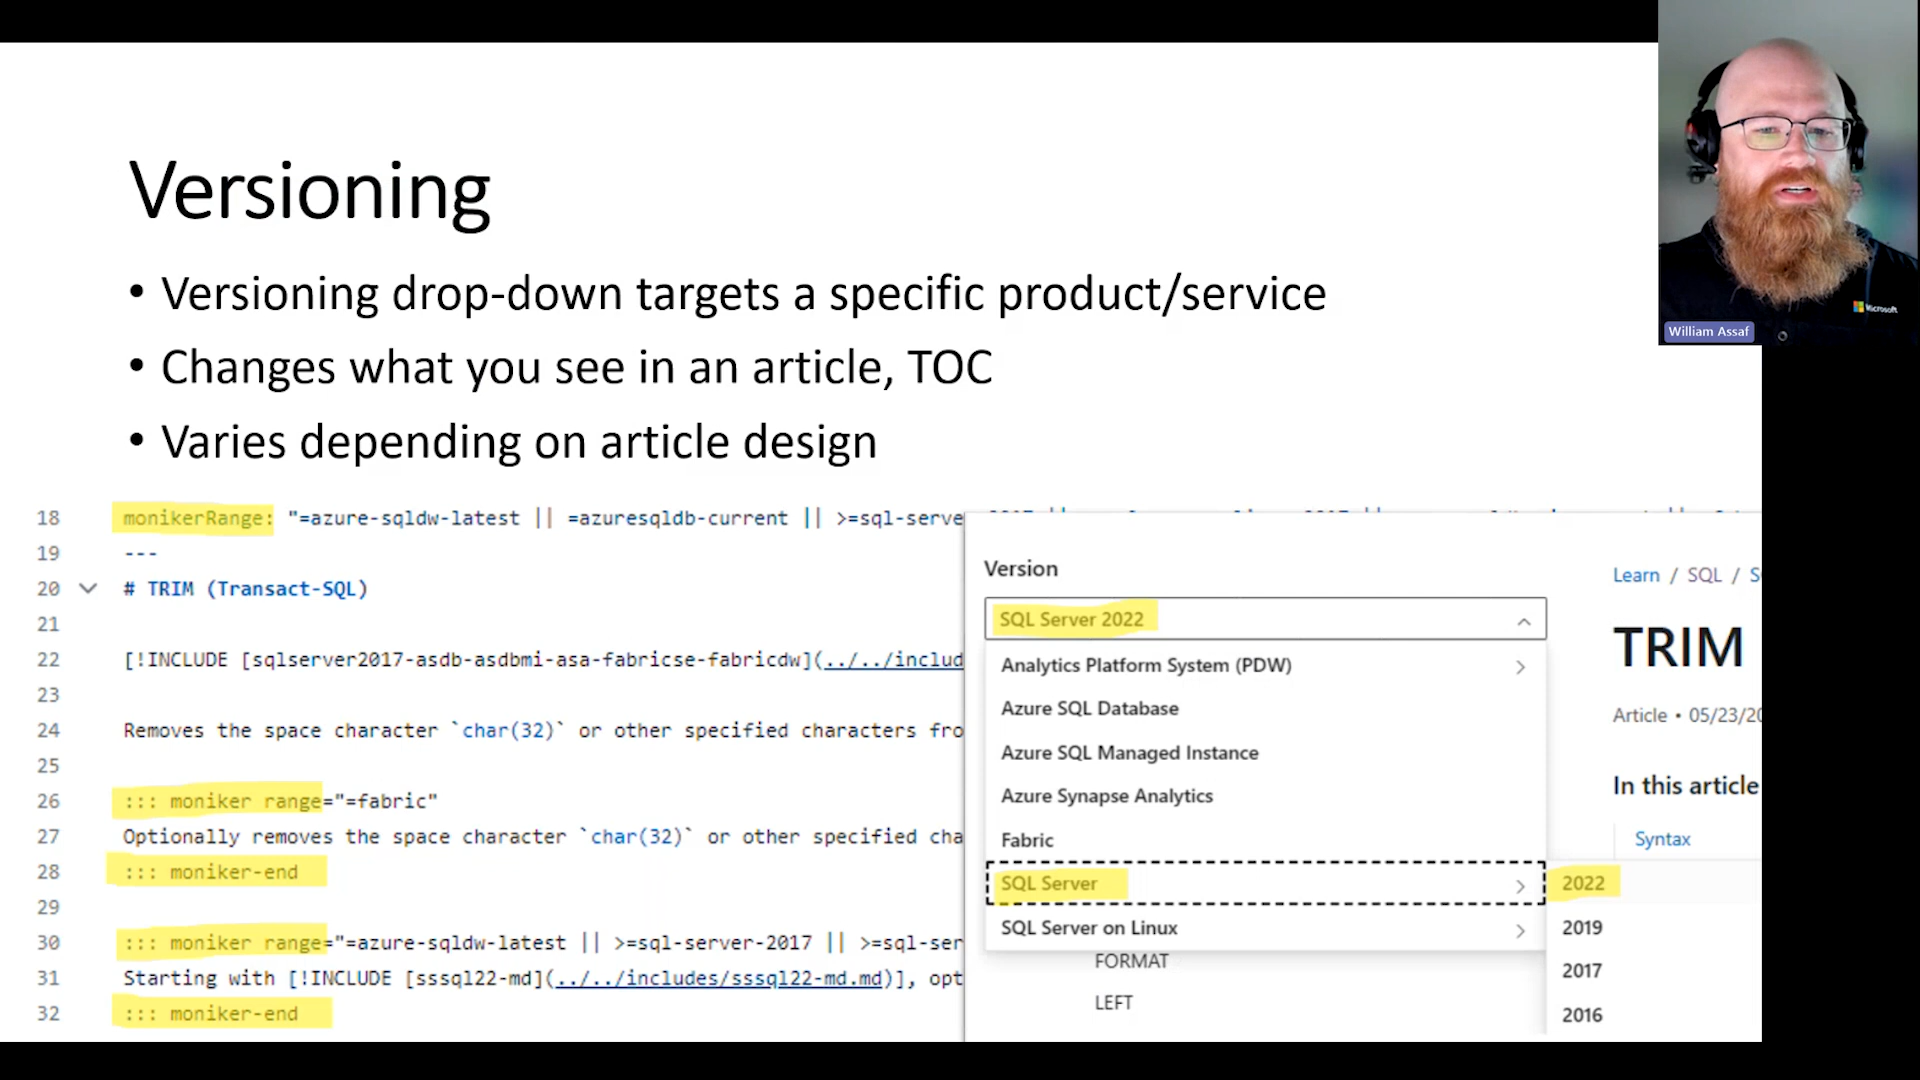 Versioning
• Versioning drop-down targets a specific product/service
• Changes what you see in an article, TOC
• Varies depending on article design
18 monikerRange: "=azure-sqldw-latest || =azuresqldb-current || >=sql-serve
19 ---
20 # TRIM (Transact-SQL)
21
22 [!INCLUDE [sqlserver2017-asdb-asdbmi-asa-fabricse-fabricdw](../../includ
23
24 Removes the space character `char(32)` or other specified characters fro
25
26 ::: moniker range="=fabric"
27 Optionally removes the space character `char(32)` or other specified cha
28 ::: moniker-end
29
30 ::: moniker range="=azure-sqldw-latest || >=sql-server-2017 || >=sql-ser
31 Starting with [!INCLUDE [sssql22-md](../../includes/sssql22-md.md)], opt
32 ::: moniker-end
Version
SQL Server 2022
Analytics Platform System (PDW)
Azure SQL Database
Azure SQL Managed Instance
Azure Synapse Analytics
Fabric
SQL Server
SQL Server on Linux
FORMAT
LEFT
2022
2019
2017
2016
Learn / SQL / S
TRIM
Article • 05/23/20
In this article
Syntax
Microsoft
William Assaf